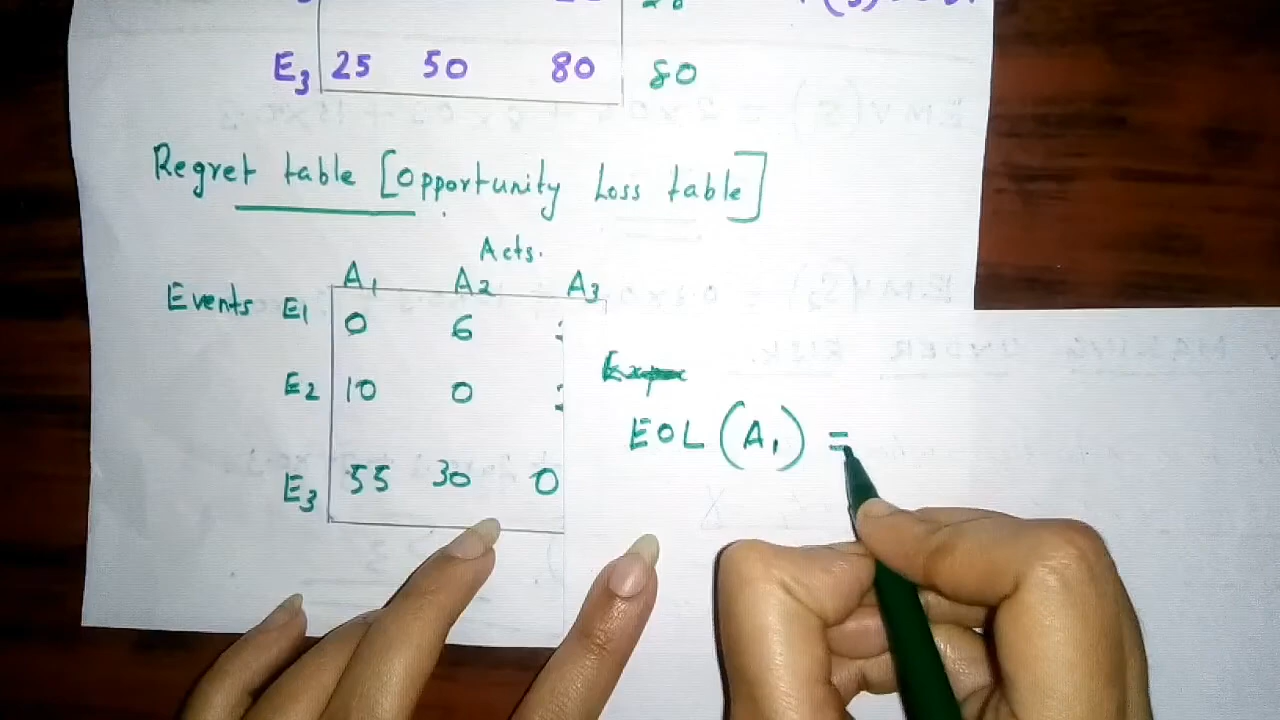 E3 25 50 80 80
Regret table [Opportunity Loss table]
Acts.
A1 A2 A3
Events E1 0 6
E2 10 0
E3 55 30 0
EOL (A1) =